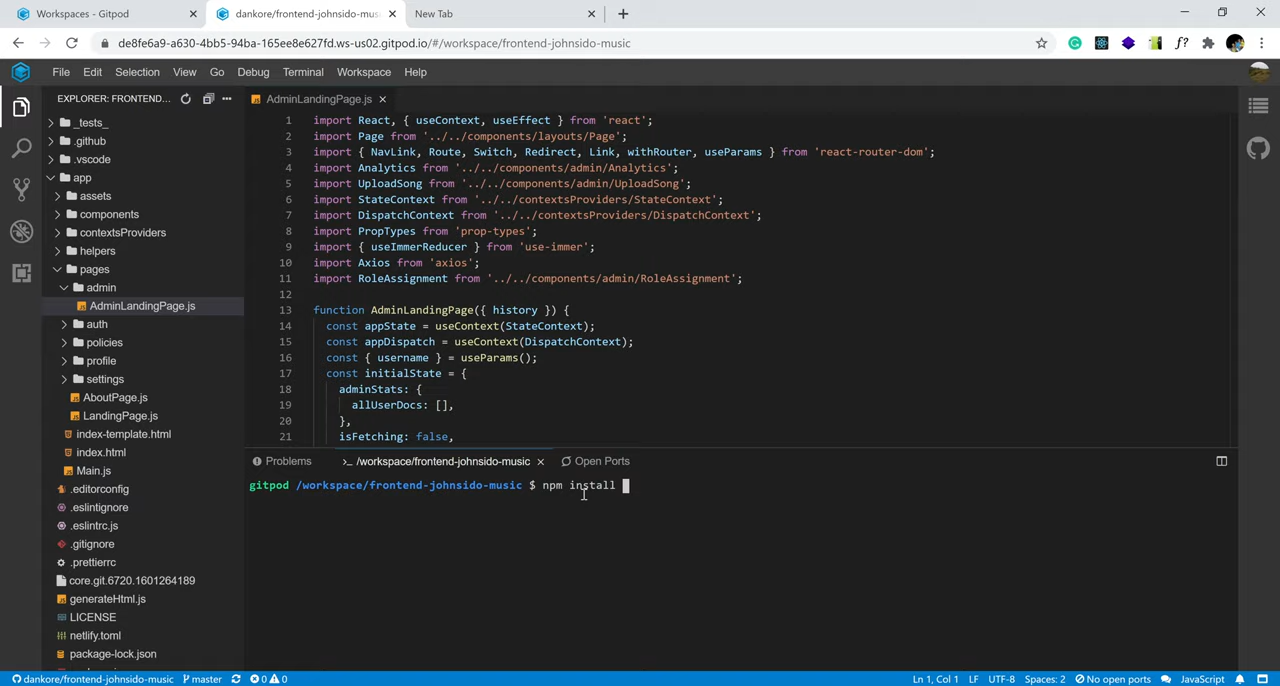 Workspaces - Gitpod
dankore/frontend-johnsido-mus
New Tab
de8fe6a9-a630-4bb5-94ba-165ee8e627fd.ws-us02.gitpod.io/#/workspace/frontend-johnsido-music
File Edit Selection View Go Debug Terminal Workspace Help
EXPLORER: FRONTEND...
_tests_
.github
.vscode
app
assets
components
contextsProviders
helpers
pages
admin
AdminLandingPage.js
auth
policies
profile
settings
AboutPage.js
LandingPage.js
index-template.html
index.html
Main.js
.editorconfig
.eslintignore
.eslintrc.js
.gitignore
.prettierrc
core.git.6720.1601264189
generateHtml.js
LICENSE
netlify.toml
package-lock.json
AdminLandingPage.js
1 import React, { useContext, useEffect } from 'react';
2 import Page from '../../components/layouts/Page';
3 import { NavLink, Route, Switch, Redirect, Link, withRouter, useParams } from 'react-router-dom';
4 import Analytics from '../../components/admin/Analytics';
5 import UploadSong from '../../components/admin/UploadSong';
6 import StateContext from '../../contextsProviders/StateContext';
7 import DispatchContext from '../../contextsProviders/DispatchContext';
8 import PropTypes from 'prop-types';
9 import { useImmerReducer } from 'use-immer';
10 import Axios from 'axios';
11 import RoleAssignment from '../../components/admin/RoleAssignment';
12
13 function AdminLandingPage({ history }) {
14 const appState = useContext(StateContext);
15 const appDispatch = useContext(DispatchContext);
16 const { username } = useParams();
17 const initialState = {
18 adminStats: {
19 allUserDocs: [],
20 },
21 isFetching: false,
Problems
>_ /workspace/frontend-johnsido-music
Open Ports
gitpod /workspace/frontend-johnsido-music $ npm install
dankore/frontend-johnsido-music master 0 0
Ln 1, Col 1 LF UTF-8 Spaces: 2 No open ports JavaScript